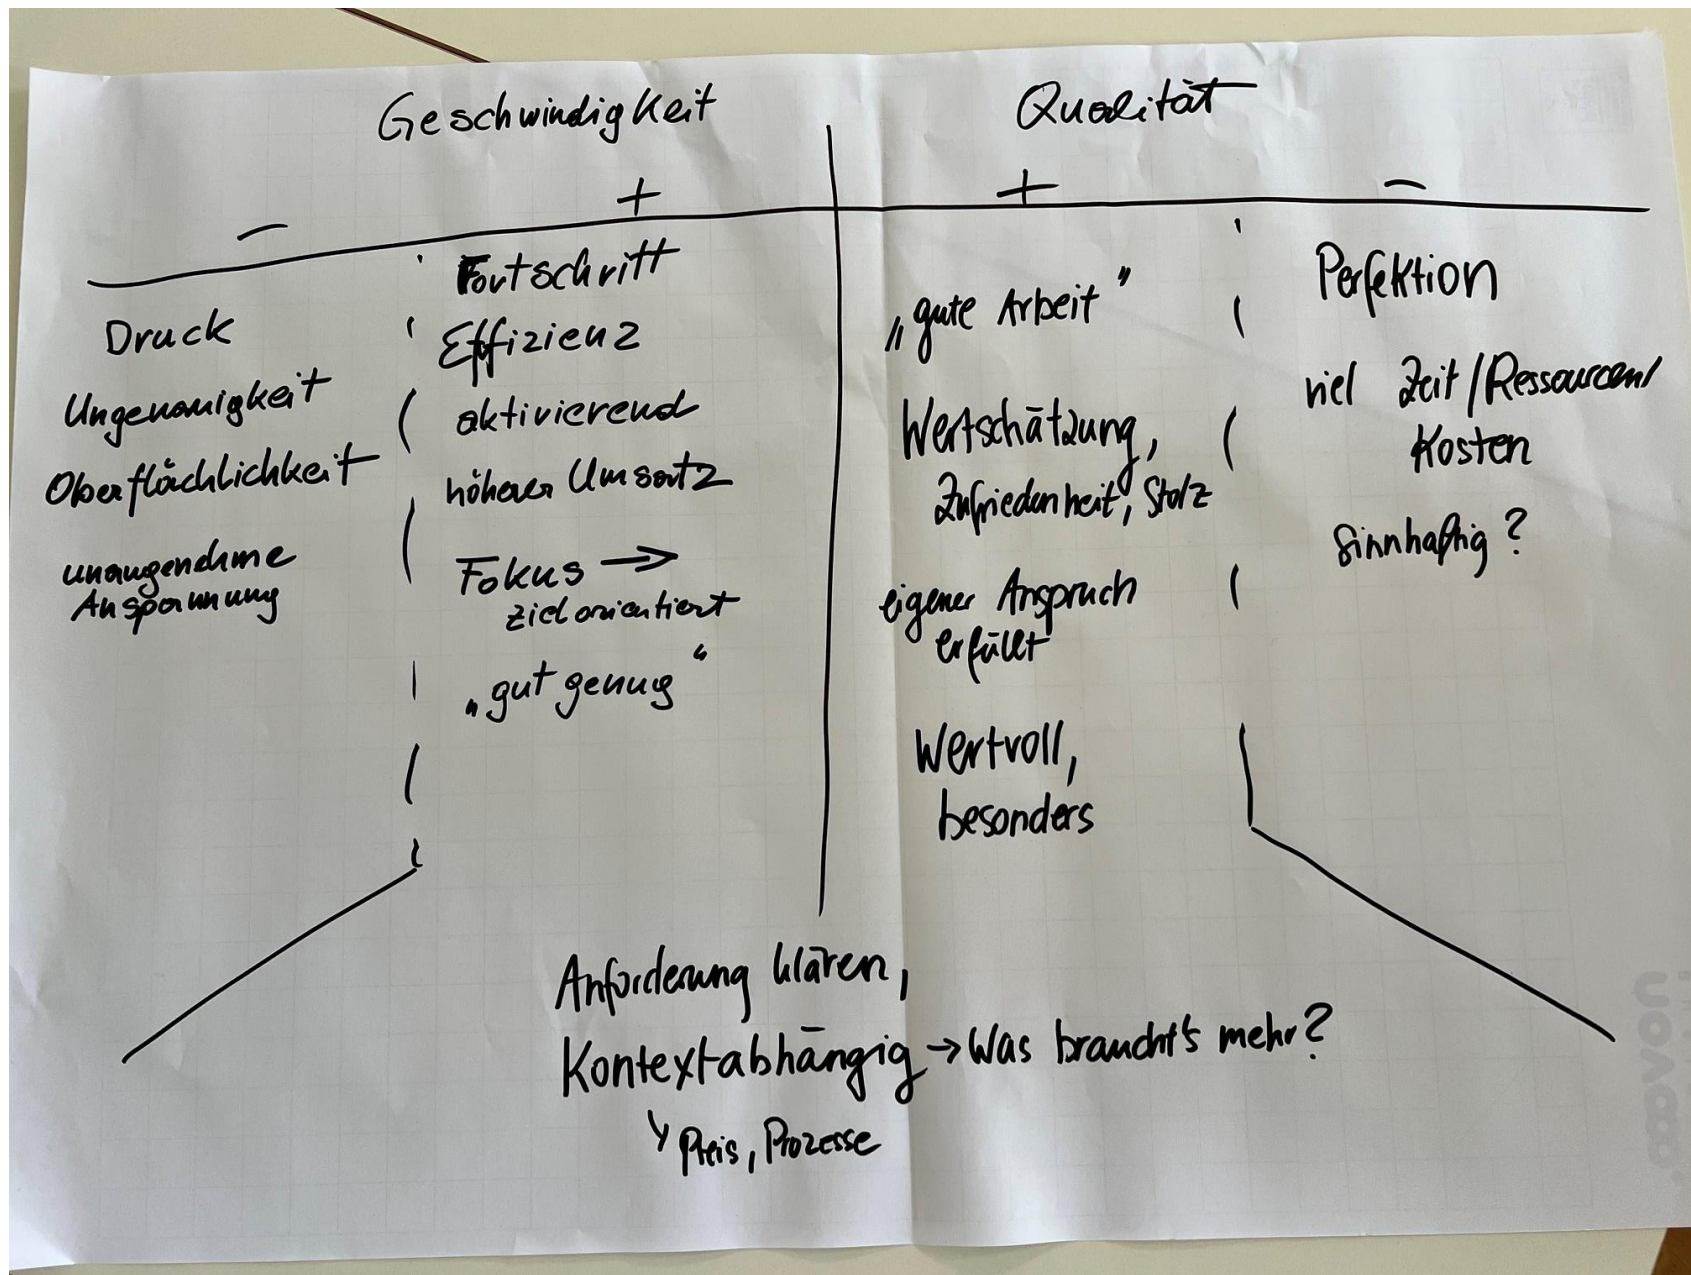 Geschwindigkeit
Qualität
− + + −
Druck
Ungenauigkeit
Oberflächlichkeit
unangenehme
Anspannung
Fortschritt
Effizienz
aktivierend
höherer Umsatz
Fokus →
zielorientiert
„gut genug“
„gute Arbeit”
Wertschätzung,
Zufriedenheit, Stolz
eigener Anspruch
erfüllt
Wertvoll,
besonders
Perfektion
viel Zeit/Ressourcen/
Kosten
Sinnhaftig?
Anforderung klären,
Kontextabhängig → Was braucht's mehr?
↳ Preis, Prozesse
novaoo